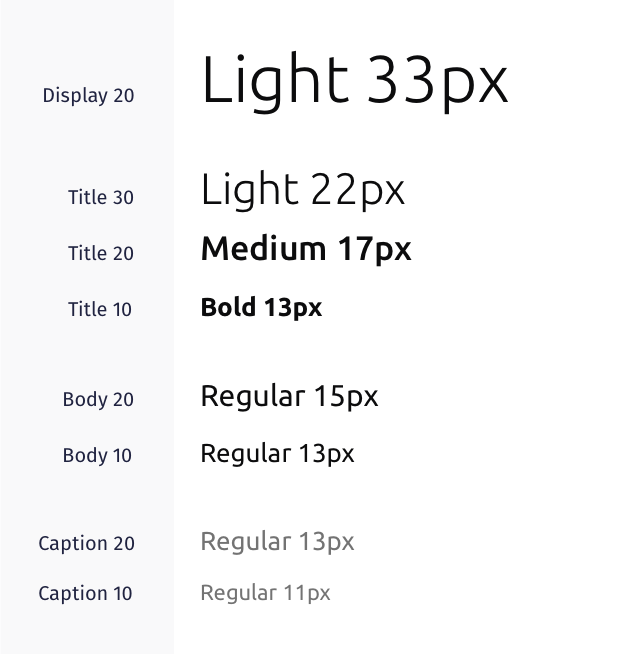 Display 20 Light 33px
Title 30 Light 22px
Title 20 Medium 17px
Title 10 Bold 13px
Body 20 Regular 15px
Body 10 Regular 13px
Caption 20 Regular 13px
Caption 10 Regular 11px